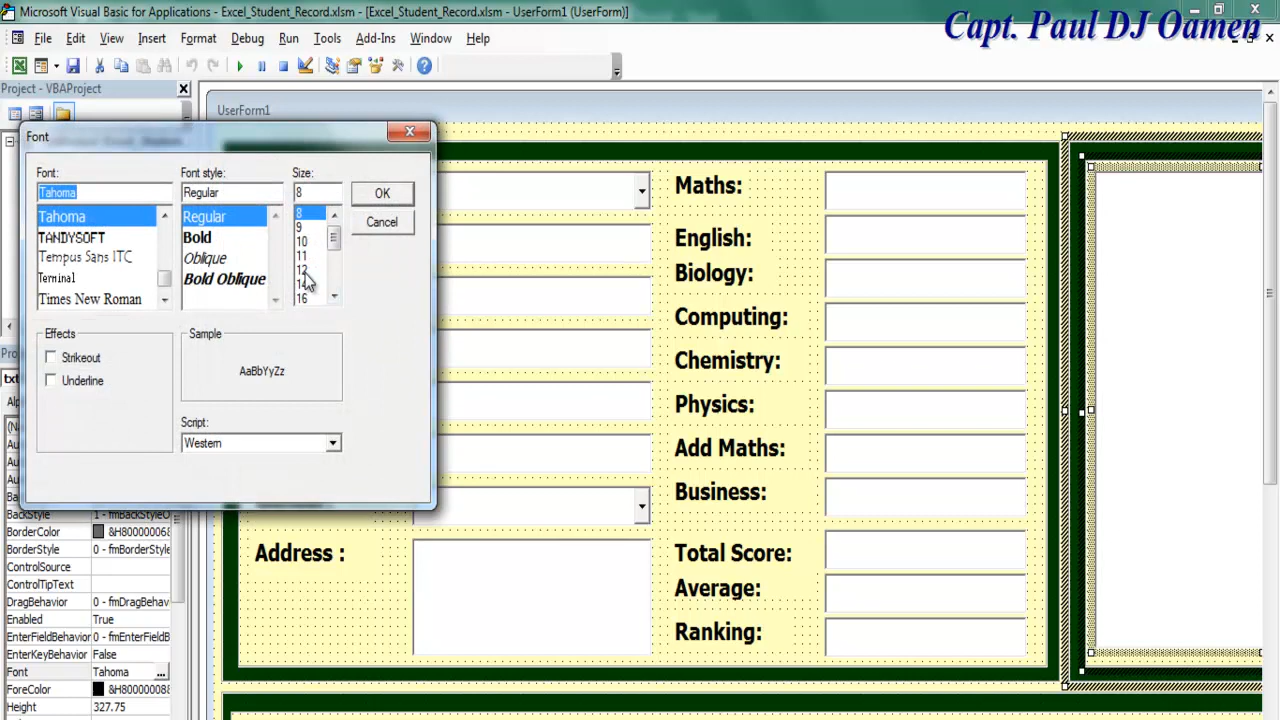 Microsoft Visual Basic for Applications - Excel_Student_Record.xlsm - [Excel_Student_Record.xlsm - UserForm1 (UserForm)]
Capt. Paul DJ Oamen
File Edit View Insert Format Debug Run Tools Add-Ins Window Help
Project - VBAProject
UserForm1
Font
Font: Font style: Size:
Tahoma Regular 8 OK
Tahoma Regular 8
Cancel
TANDYSOFT Bold 9
Tempus Sans ITC Oblique 10
Terminal Bold Oblique 11
Times New Roman 12
14
16
Effects Sample
Strikeout
Underline
AaBbYyZz
Script:
Western
Maths:
English:
Biology:
Computing:
Chemistry:
Physics:
Add Maths:
Business:
Total Score:
Average:
Ranking:
Address :
BackStyle 1 - fmBackStyleO
BorderColor &H80000006&
BorderStyle 0 - fmBorderStyle
ControlSource
ControlTipText
DragBehavior 0 - fmDragBehav
Enabled True
EnterFieldBehavior 0 - fmEnterFieldB
EnterKeyBehavior False
Font Tahoma ...
ForeColor &H80000008&
Height 327.75